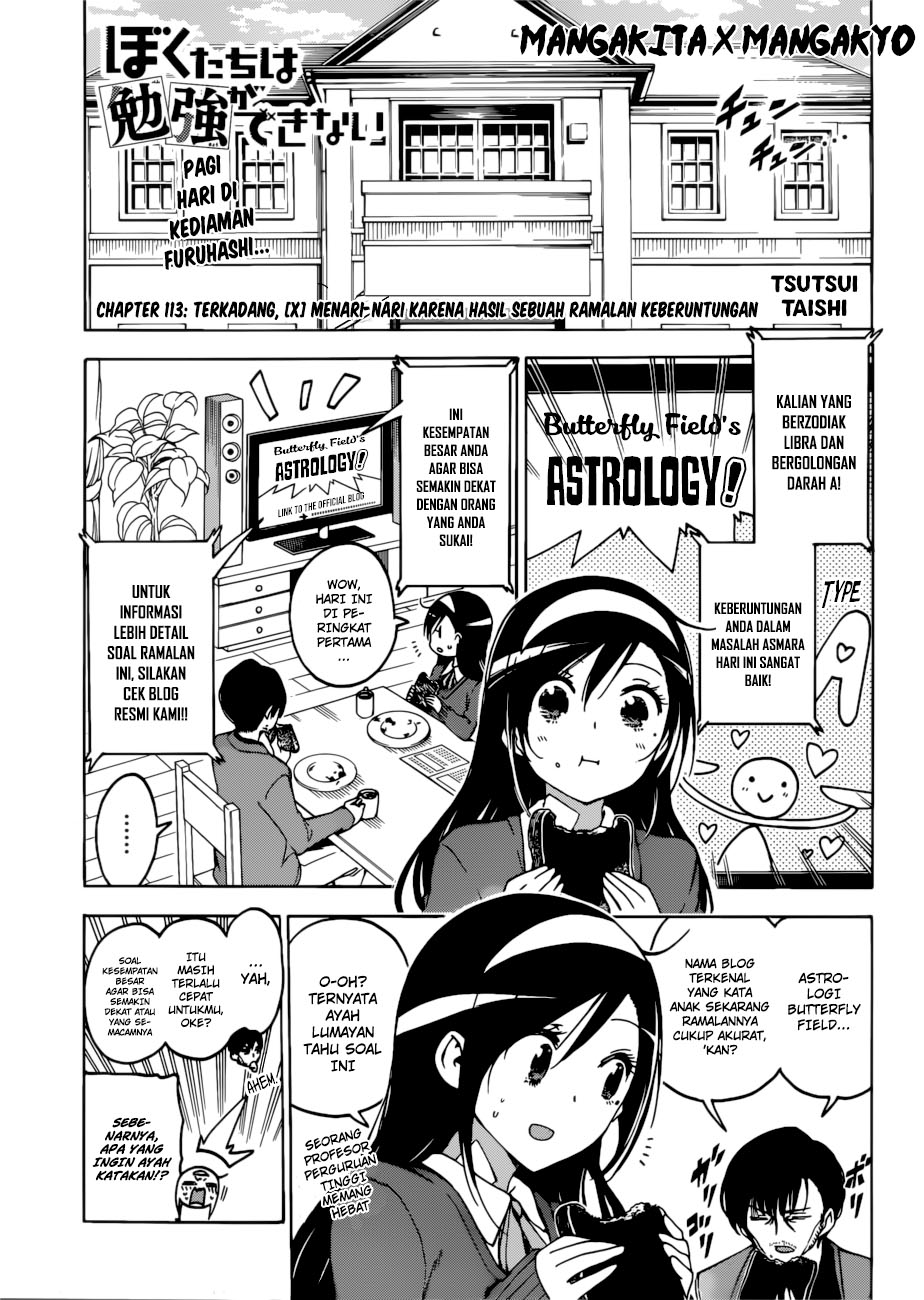 MANGAKITA X MANGAKYO
ぼくたちは
勉強が
できない
チュン…
チュン…
PAGI
HARI DI
KEDIAMAN
FURUHASHI...
CHAPTER 113: TERKADANG, [X] MENARI-NARI KARENA HASIL SEBUAH RAMALAN KEBERUNTUNGAN
TSUTSUI
TAISHI
KALIAN YANG
BERZODIAK
LIBRA DAN
BERGOLONGAN
DARAH A!
Butterfly Field's
ASTROLOGY!
KEBERUNTUNGAN
ANDA DALAM
MASALAH ASMARA
HARI INI SANGAT
BAIK!
TYPE
A
INI
KESEMPATAN
BESAR ANDA
AGAR BISA
SEMAKIN DEKAT
DENGAN ORANG
YANG ANDA
SUKAI!
Butterfly Field's
ASTROLOGY!
LINK TO THE OFFICIAL BLOG
UNTUK
INFORMASI
LEBIH DETAIL
SOAL RAMALAN
INI, SILAKAN
CEK BLOG
RESMI KAMI!!
WOW,
HARI INI
DI PE-
RINGKAT
PERTAMA
...
......
ASTRO-
LOGI
BUTTERFLY
FIELD...
NAMA BLOG
TERKENAL
YANG KATA
ANAK SEKARANG
RAMALANNYA
CUKUP AKURAT,
'KAN?
ガリ
ガリ
O-OH?
TERNYATA
AYAH
LUMAYAN
TAHU SOAL
INI
SEORANG
PROFESOR
PERGURUAN
TINGGI
MEMANG
HEBAT
...
YAH,
ITU
MASIH
TERLALU
CEPAT
UNTUKMU,
OKE?
SOAL
KESEMPATAN
BESAR
AGAR BISA
SEMAKIN
DEKAT ATAU
YANG SE-
MACAMNYA
AHEM.
SEBE-
NARNYA,
APA YANG
INGIN AYAH
KATAKAN!?